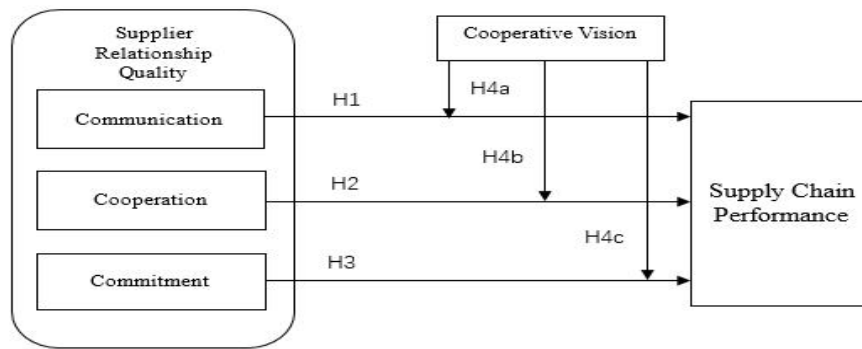 Supplier
Relationship
Quality
Cooperative Vision
H4a
H1
Communication
H4b
H2
Cooperation
Supply Chain
Performance
H4c
H3
Commitment